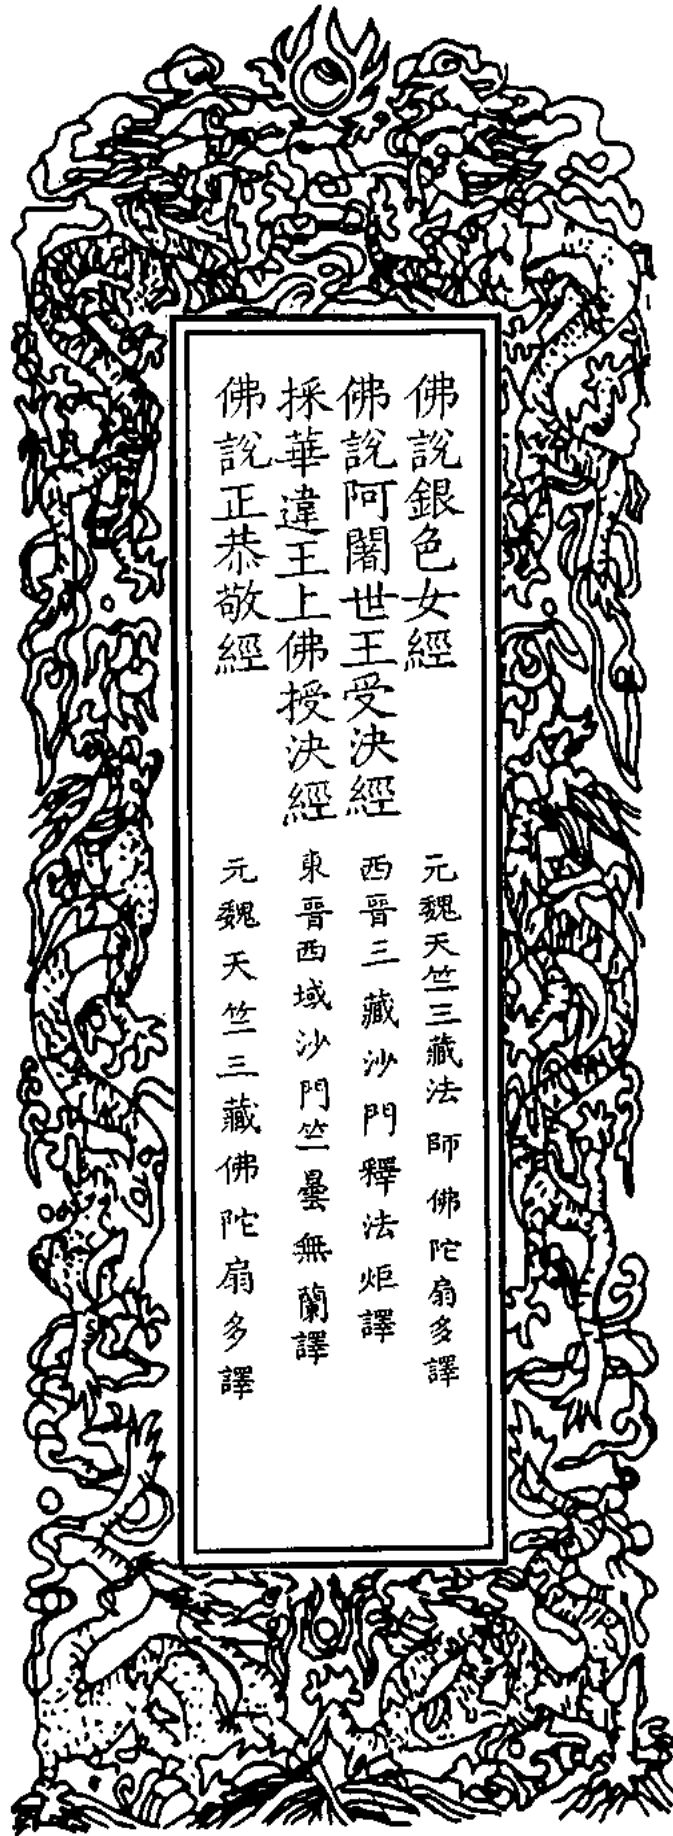 佛說銀色女經 元魏天竺三藏法師佛陀扇多譯
佛說阿闍世王受決經 西晉三藏沙門釋法炬譯
採華違王上佛授決經 東晉西域沙門竺曇無蘭譯
佛說正恭敬經 元魏天竺三藏佛陀扇多譯